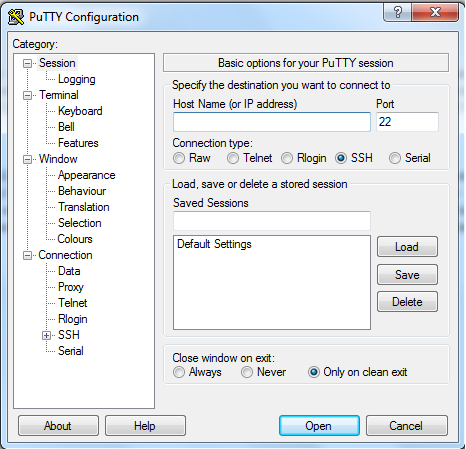 PuTTY Configuration
Category:
Session
Logging
Terminal
Keyboard
Bell
Features
Window
Appearance
Behaviour
Translation
Selection
Colours
Connection
Data
Proxy
Telnet
Rlogin
SSH
Serial
Basic options for your PuTTY session
Specify the destination you want to connect to
Host Name (or IP address) Port
22
Connection type:
Raw Telnet Rlogin SSH Serial
Load, save or delete a stored session
Saved Sessions
Default Settings
Load
Save
Delete
Close window on exit:
Always Never Only on clean exit
About Help Open Cancel